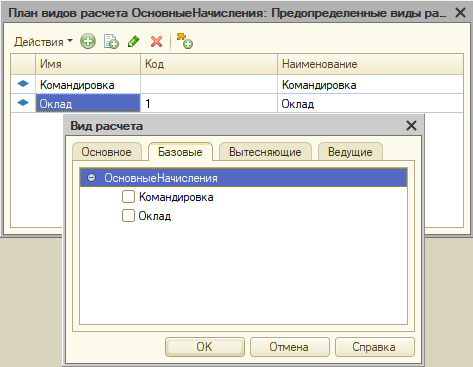 План видов расчета ОсновныеНачисления: Предопределенные виды ра...
Действия
Имя Код Наименование
Командировка Командировка
Оклад 1 Оклад
Вид расчета
Основное Базовые Вытесняющие Ведущие
ОсновныеНачисления
Командировка
Оклад
OK Отмена Справка